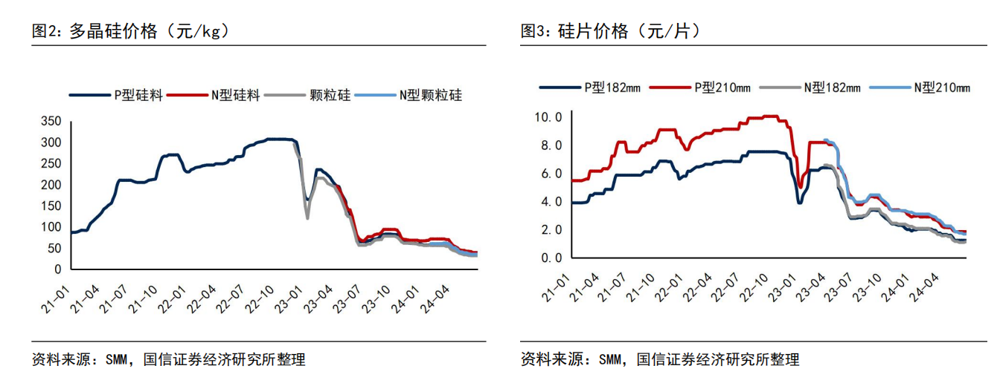 图2：多晶硅价格（元/kg）
P型硅料 N型硅料 颗粒硅 N型颗粒硅
350
300
250
200
150
100
50
0
21-01 21-04 21-07 21-10 22-01 22-04 22-07 22-10 23-01 23-04 23-07 23-10 24-01 24-04
资料来源：SMM，国信证券经济研究所整理
图3：硅片价格（元/片）
P型182mm P型210mm N型182mm N型210mm
10.0
8.0
6.0
4.0
2.0
0.0
21-01 21-04 21-07 21-10 22-01 22-04 22-07 22-10 23-01 23-04 23-07 23-10 24-01 24-04
资料来源：SMM，国信证券经济研究所整理